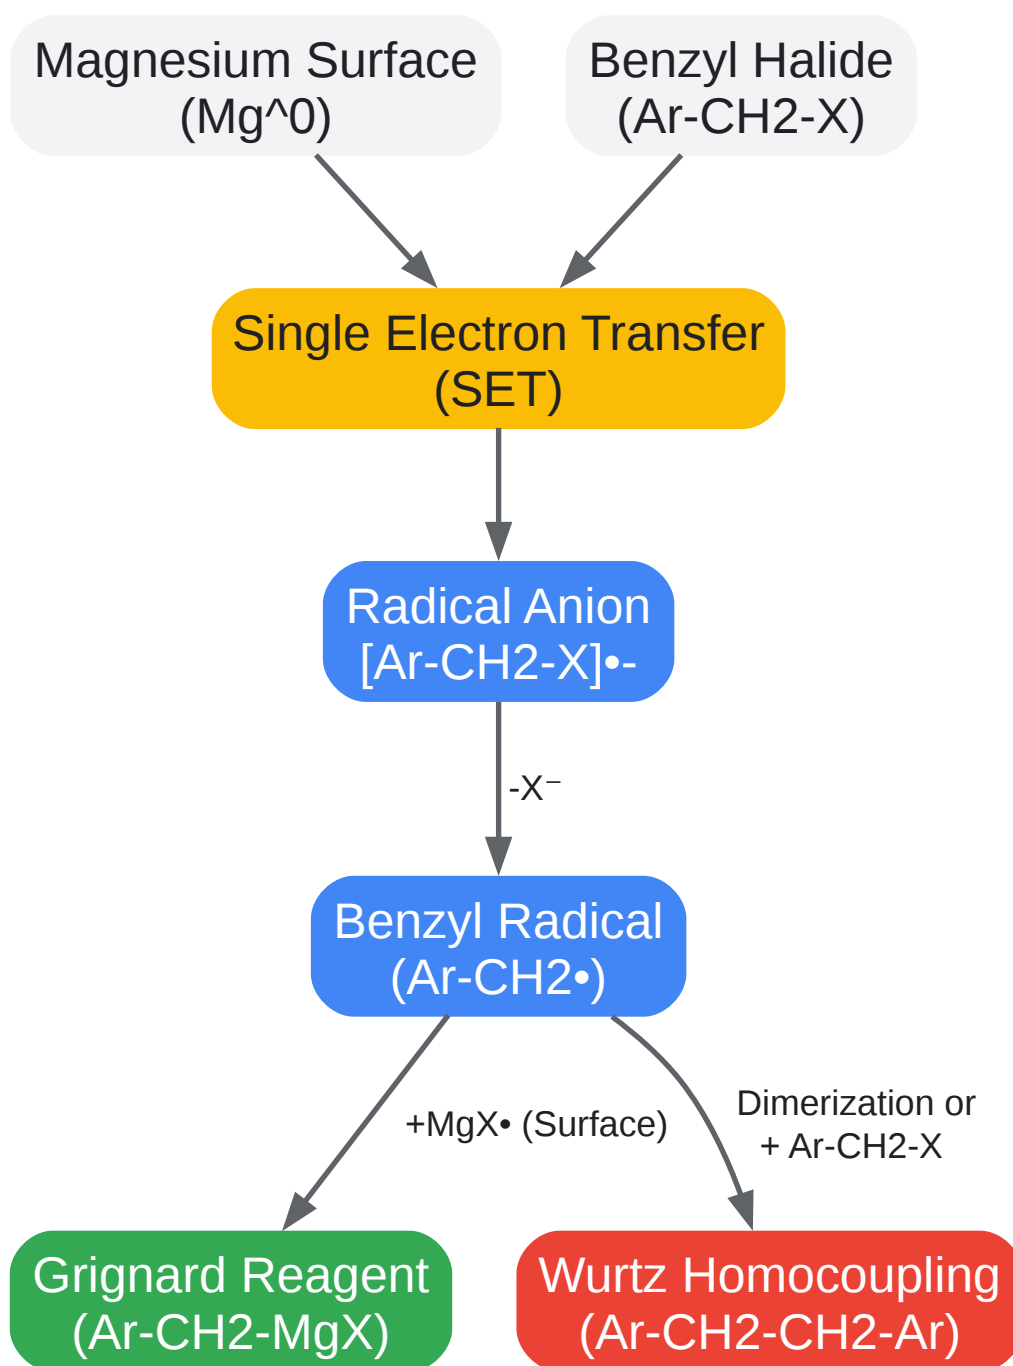 Magnesium Surface
(Mg^0)
Benzyl Halide
(Ar-CH2-X)
Single Electron Transfer
(SET)
Radical Anion
[Ar-CH2-X]•-
-X⁻
Benzyl Radical
(Ar-CH2•)
+MgX• (Surface)
Dimerization or
+ Ar-CH2-X
Grignard Reagent
(Ar-CH2-MgX)
Wurtz Homocoupling
(Ar-CH2-CH2-Ar)